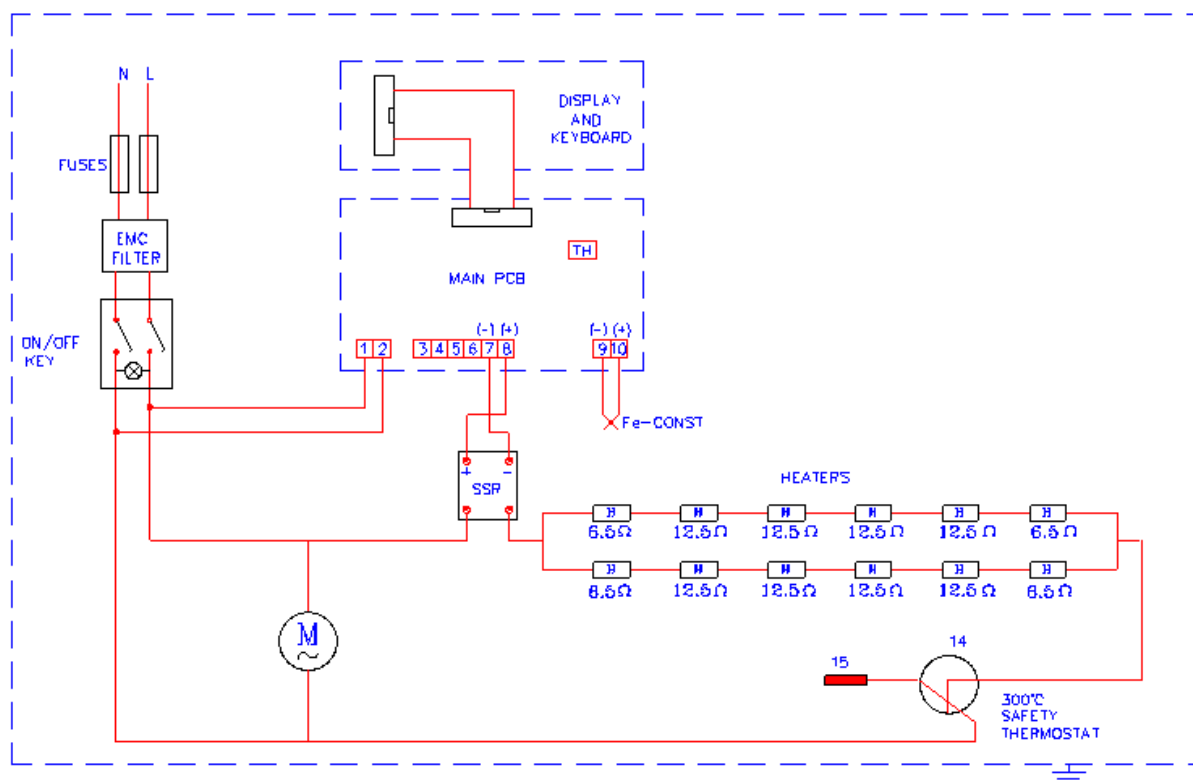 N L
DISPLAY
AND
KEYBOARD
FUSES
EMC
FILTER
TH
MAIN PCB
(-) (+)
(-) (+)
ON/OFF
KEY
1 2
3 4 5 6 7 8
9 10
Fe-CONST
+ -
SSR
HEATERS
H H H H H H
6.5Ω 12.5Ω 12.5Ω 12.5Ω 12.5Ω 6.5Ω
H H H H H H
6.5Ω 12.5Ω 12.5Ω 12.5Ω 12.5Ω 6.5Ω
M
~
14
15
300°C
SAFETY
THERMOSTAT